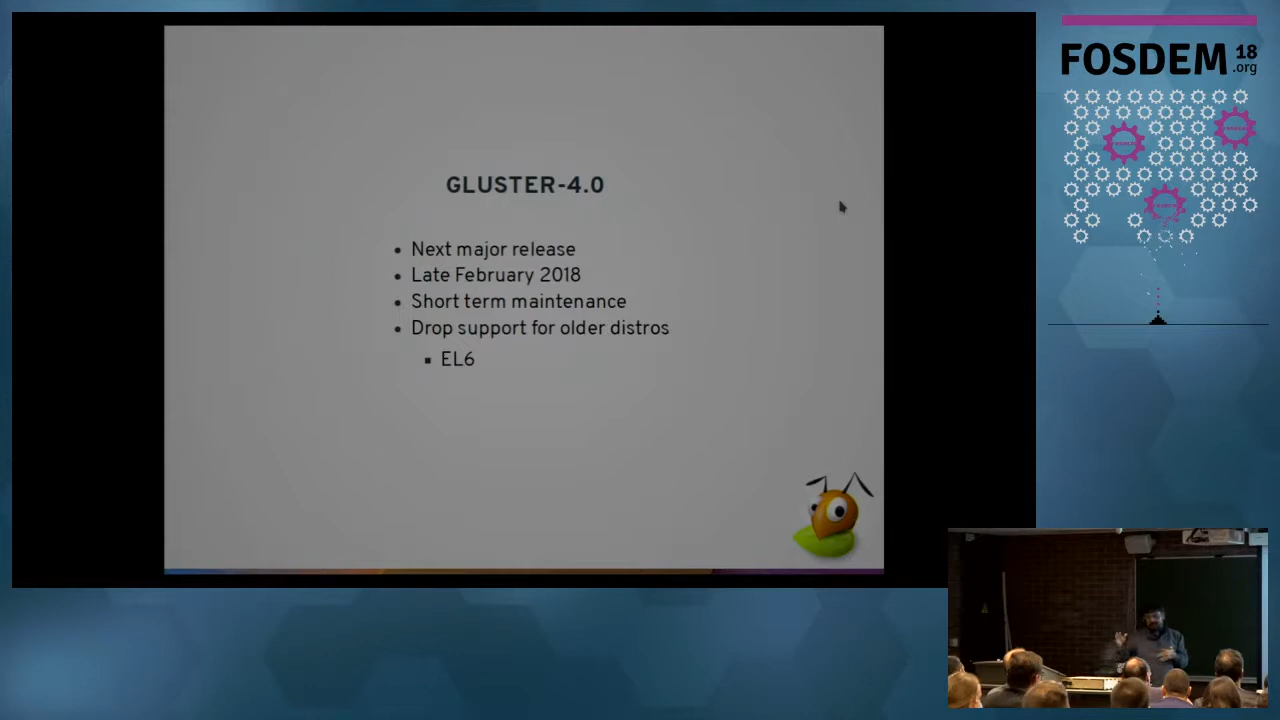 GLUSTER-4.0
Next major release
Late February 2018
Short term maintenance
Drop support for older distros
EL6
FOSDEM 18
.org